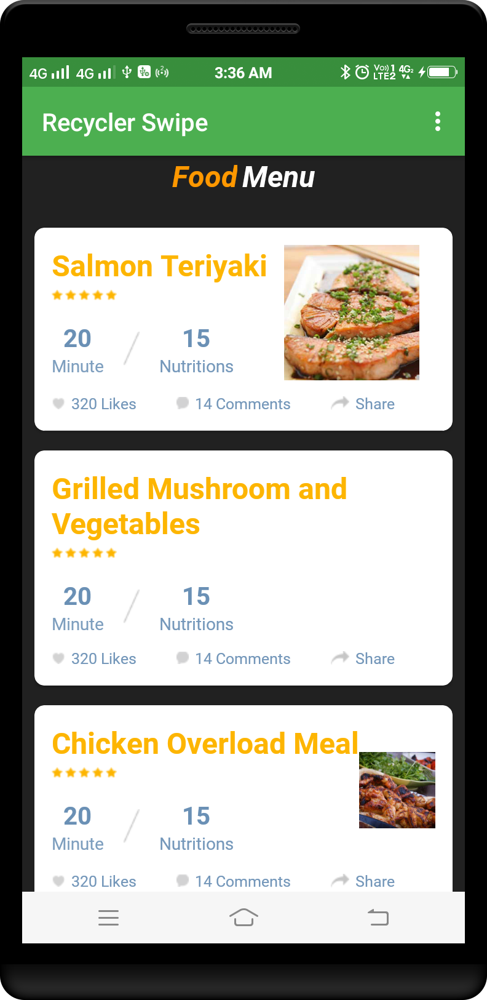 4G 4G 2 3:36 AM Vo)) 1 LTE2 4G2
Recycler Swipe
Food Menu
Salmon Teriyaki
20 15
Minute Nutritions
320 Likes 14 Comments Share
Grilled Mushroom and
Vegetables
20 15
Minute Nutritions
320 Likes 14 Comments Share
Chicken Overload Meal
20 15
Minute Nutritions
320 Likes 14 Comments Share